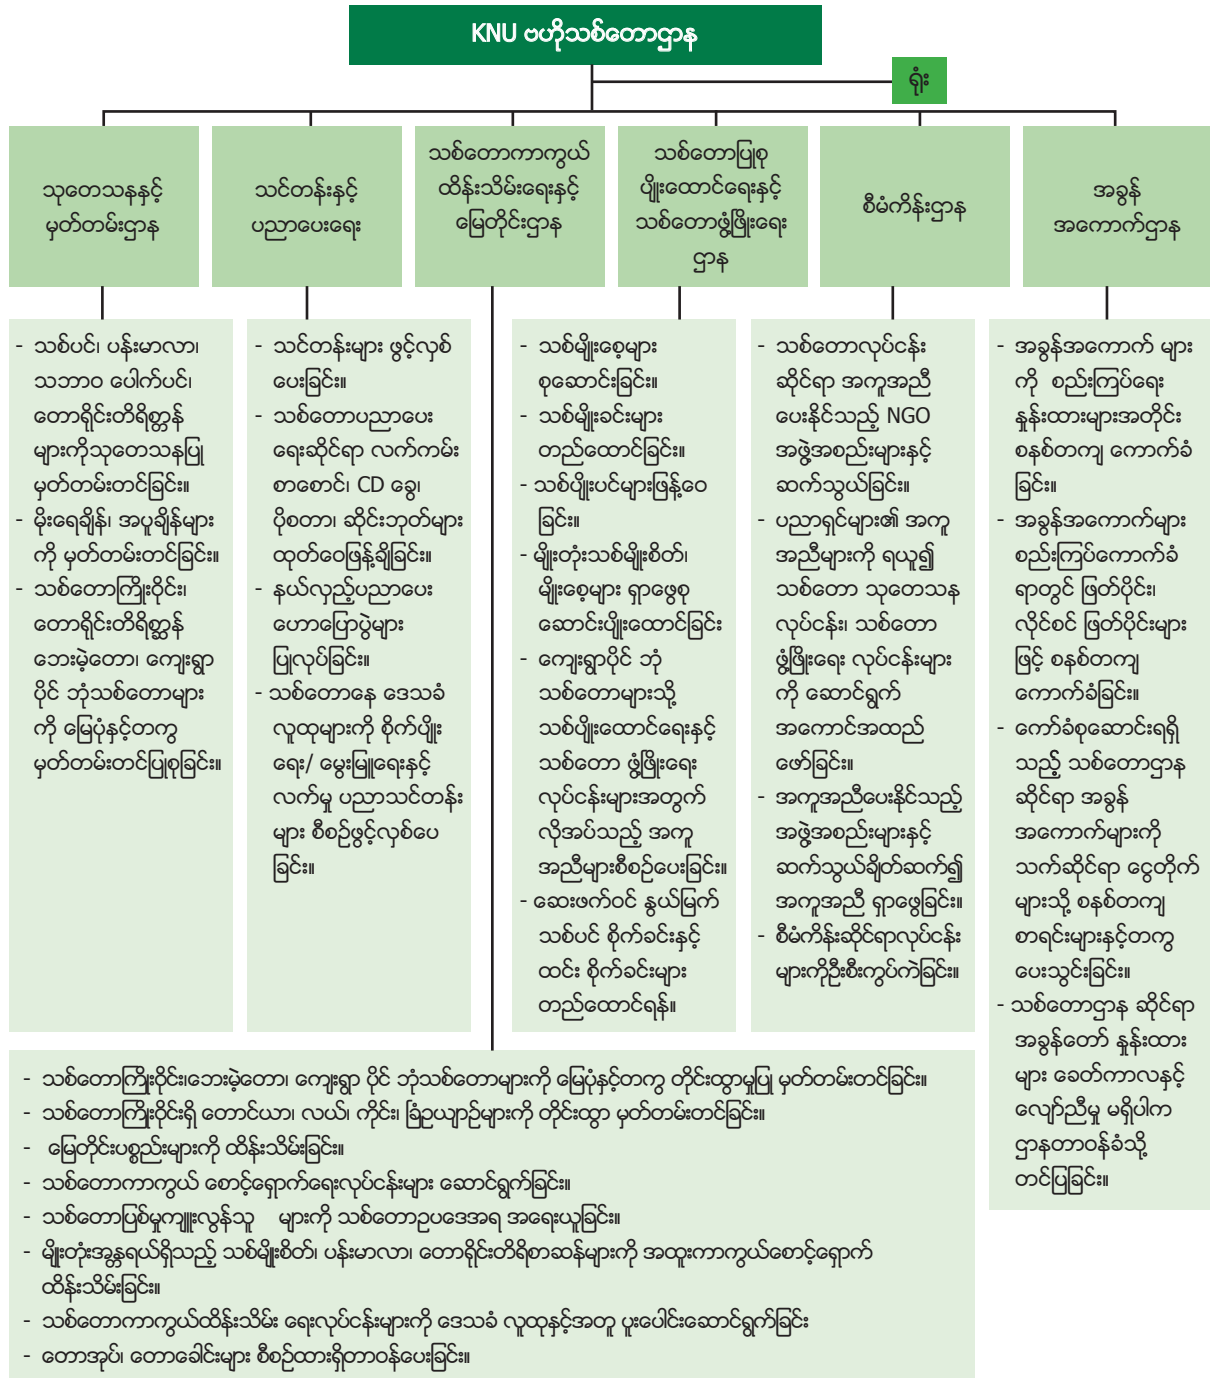 KNU ဗဟိုသစ်တောဌာန
ရုံး
သုတေသနနှင့်
မှတ်တမ်းဌာန
သင်တန်းနှင့်
ပညာပေးရေး
သစ်တောကာကွယ်
ထိန်းသိမ်းရေးနှင့်
မြေတိုင်းဌာန
သစ်တောပြုစု
ပျိုးထောင်ရေးနှင့်
သစ်တောဖွံ့ဖြိုးရေး
ဌာန
စီမံကိန်းဌာန
အခွန်
အကောက်ဌာန
- သစ်ပင်၊ ပန်းမာလာ၊
သဘာဝ ပေါက်ပင်၊
တောရိုင်းတိရိစ္ဆာန်
များကိုသုတေသနပြု
မှတ်တမ်းတင်ခြင်း။
- မိုးရေချိန်၊ အပူချိန်များ
ကို မှတ်တမ်းတင်ခြင်း။
- သစ်တောကြိုးဝိုင်း၊
တောရိုင်းတိရိစ္ဆာန်
ဘေးမဲ့တော၊ ကျေးရွာ
ပိုင် ဘုံသစ်တောများ
ကို မြေပုံနှင့်တကွ
မှတ်တမ်းတင်ပြုစုခြင်း။
- သင်တန်းများ ဖွင့်လှစ်
ပေးခြင်း။
- သစ်တောပညာပေး
ရေးဆိုင်ရာ လက်ကမ်း
စာစောင်၊ CD ခွေ၊
ပိုစတာ၊ ဆိုင်းဘုတ်များ
ထုတ်ဝေဖြန့်ချိခြင်း။
- နယ်လှည့်ပညာပေး
ဟောပြောပွဲများ
ပြုလုပ်ခြင်း။
- သစ်တောနေ ဒေသခံ
လူထုများကို စိုက်ပျိုး
ရေး/ မွေးမြူရေးနှင့်
လက်မှု ပညာသင်တန်း
များ စီစဉ်ဖွင့်လှစ်ပေ
ခြင်း။
- သစ်မျိုးစေ့များ
စုဆောင်းခြင်း။
- သစ်မျိုးခင်းများ
တည်ထောင်ခြင်း။
- သစ်ပျိုးပင်များဖြန့်ဝေ
ခြင်း။
- မျိုးတုံးသစ်မျိုးစိတ်၊
မျိုးစေ့များ ရှာဖွေစု
ဆောင်းပျိုးထောင်ခြင်း
- ကျေးရွာပိုင် ဘုံ
သစ်တောများသို့
သစ်ပျိုးထောင်ရေးနှင့်
သစ်တော ဖွံ့ဖြိုးရေး
လုပ်ငန်းများအတွက်
လိုအပ်သည့် အကူ
အညီများစီစဉ်ပေးခြင်း။
- ဆေးဖက်ဝင် နွယ်မြက်
သစ်ပင် စိုက်ခင်းနှင့်
ထင်း စိုက်ခင်းများ
တည်ထောင်ရန်။
- သစ်တောလုပ်ငန်း
ဆိုင်ရာ အကူအညီ
ပေးနိုင်သည့် NGO
အဖွဲ့အစည်းများနှင့်
ဆက်သွယ်ခြင်း။
- ပညာရှင်များ၏ အကူ
အညီများကို ရယူ၍
သစ်တော သုတေသန
လုပ်ငန်း၊ သစ်တော
ဖွံ့ဖြိုးရေး လုပ်ငန်းများ
ကို ဆောင်ရွက်
အကောင်အထည်
ဖော်ခြင်း။
- အကူအညီပေးနိုင်သည့်
အဖွဲ့အစည်းများနှင့်
ဆက်သွယ်ချိတ်ဆက်၍
အကူအညီ ရှာဖွေခြင်း။
- စီမံကိန်းဆိုင်ရာလုပ်ငန်း
များကိုဦးစီးကွပ်ကဲခြင်း။
- အခွန်အကောက် များ
ကို စည်းကြပ်ရေး
နှုန်းထားများအတိုင်း
စနစ်တကျ ကောက်ခံ
ခြင်း။
- အခွန်အကောက်များ
စည်းကြပ်ကောက်ခံ
ရာတွင် ဖြတ်ပိုင်း၊
လိုင်စင် ဖြတ်ပိုင်းများ
ဖြင့် စနစ်တကျ
ကောက်ခံခြင်း။
- ကော်ခံစုဆောင်းရရှိ
သည့် သစ်တောဌာန
ဆိုင်ရာ အခွန်
အကောက်များကို
သက်ဆိုင်ရာ ငွေတိုက်
များသို့ စနစ်တကျ
စာရင်းများနှင့်တကွ
ပေးသွင်းခြင်း။
- သစ်တောဌာန ဆိုင်ရာ
အခွန်တော် နှုန်းထား
များ ခေတ်ကာလနှင့်
လျော်ညီမှု မရှိပါက
ဌာနတာဝန်ခံသို့
တင်ပြခြင်း။
- သစ်တောကြိုးဝိုင်း၊ဘေးမဲ့တော၊ ကျေးရွာ ပိုင် ဘုံသစ်တောများကို မြေပုံနှင့်တကွ တိုင်းထွာမှုပြု မှတ်တမ်းတင်ခြင်း။
- သစ်တောကြိုးဝိုင်းရှိ တောင်ယာ၊ လယ်၊ ကိုင်း၊ ခြံဥယျာဉ်များကို တိုင်းထွာ မှတ်တမ်းတင်ခြင်း။
- မြေတိုင်းပစ္စည်းများကို ထိန်းသိမ်းခြင်း။
- သစ်တောကာကွယ် စောင့်ရှောက်ရေးလုပ်ငန်းများ ဆောင်ရွက်ခြင်း။
- သစ်တောပြစ်မှုကျူးလွန်သူ များကို သစ်တောဥပဒေအရ အရေးယူခြင်း။
- မျိုးတုံးအန္တရယ်ရှိသည့် သစ်မျိုးစိတ်၊ ပန်းမာလာ၊ တောရိုင်းတိရိစာဆန်များကို အထူးကာကွယ်စောင့်ရှောက်
ထိန်းသိမ်းခြင်း။
- သစ်တောကာကွယ်ထိန်းသိမ်း ရေးလုပ်ငန်းများကို ဒေသခံ လူထုနှင့်အတူ ပူးပေါင်းဆောင်ရွက်ခြင်း
- တောအုပ်၊ တောခေါင်းများ စီစဉ်ထားရှိတာဝန်ပေးခြင်း။